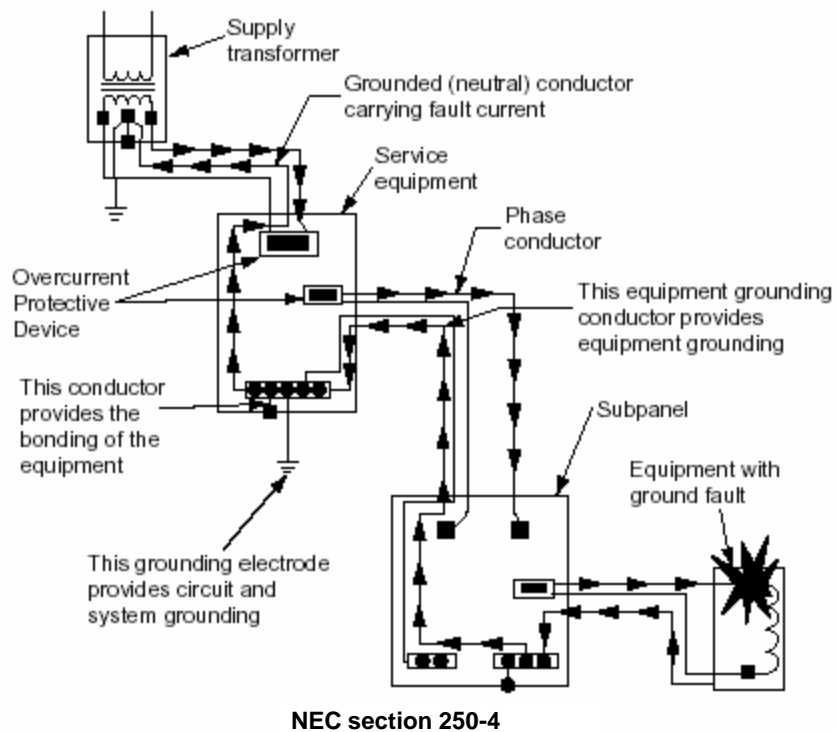 Supply
transformer
Grounded (neutral) conductor
carrying fault current
Service
equipment
Phase
conductor
Overcurrent
Protective
Device
This equipment grounding
conductor provides
equipment grounding
This conductor
provides the
bonding of the
equipment
Subpanel
Equipment with
ground fault
This grounding electrode
provides circuit and
system grounding
NEC section 250-4